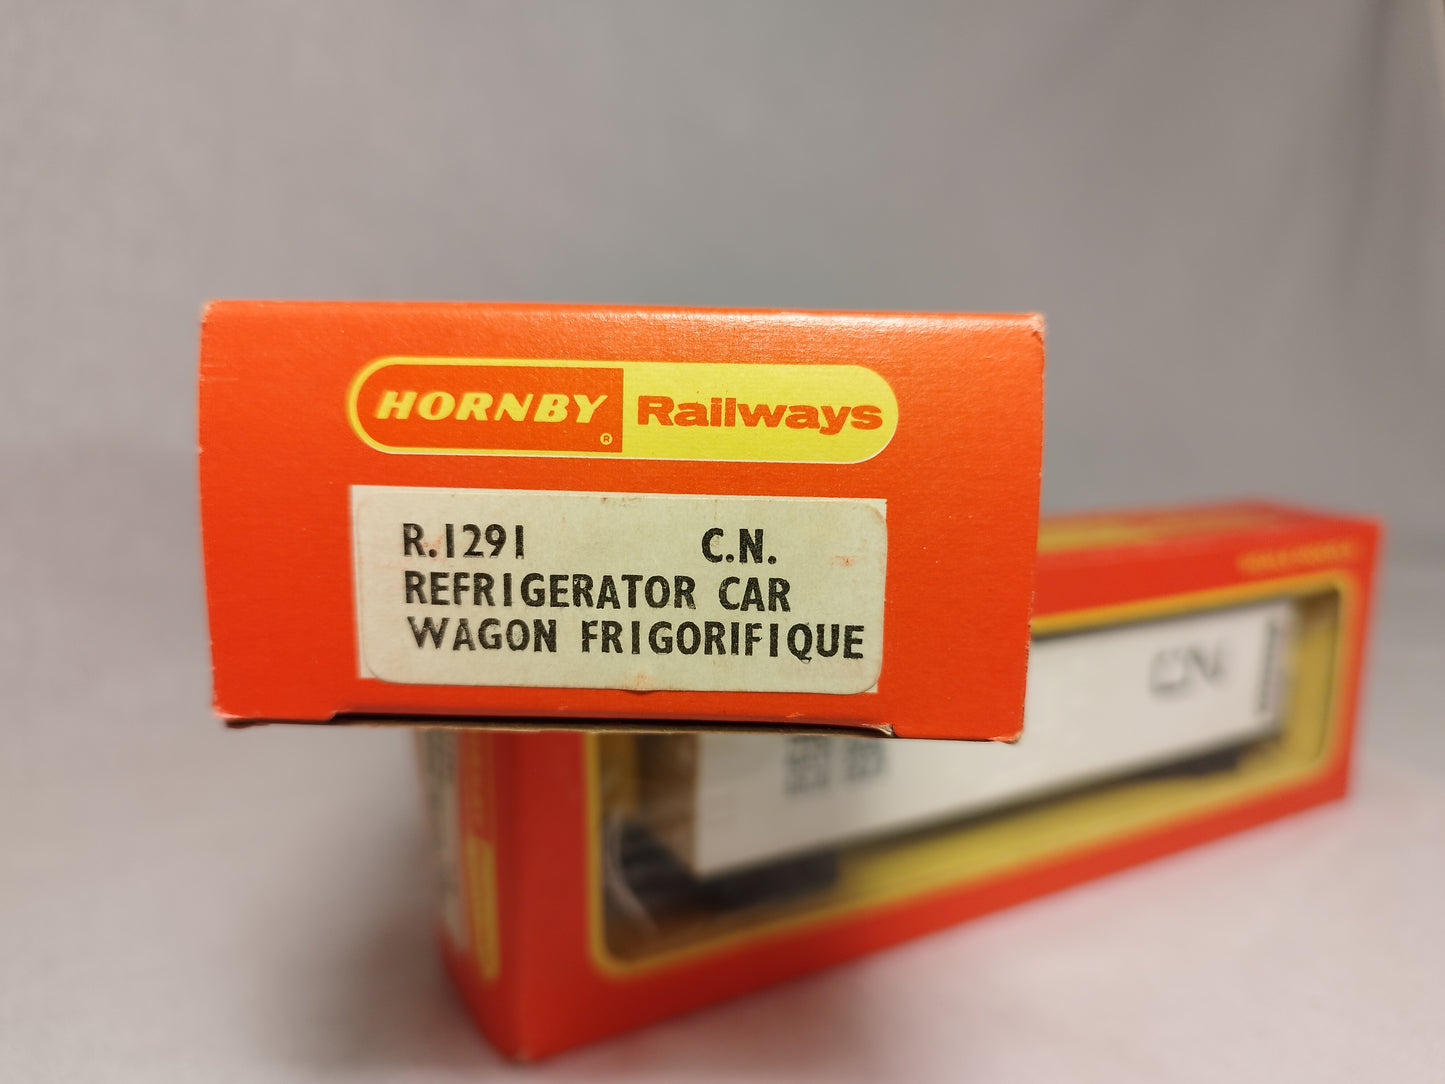 HORNBY Railways
R.1291 C.N.
REFRIGERATOR CAR
WAGON FRIGORIFIQUE
CN